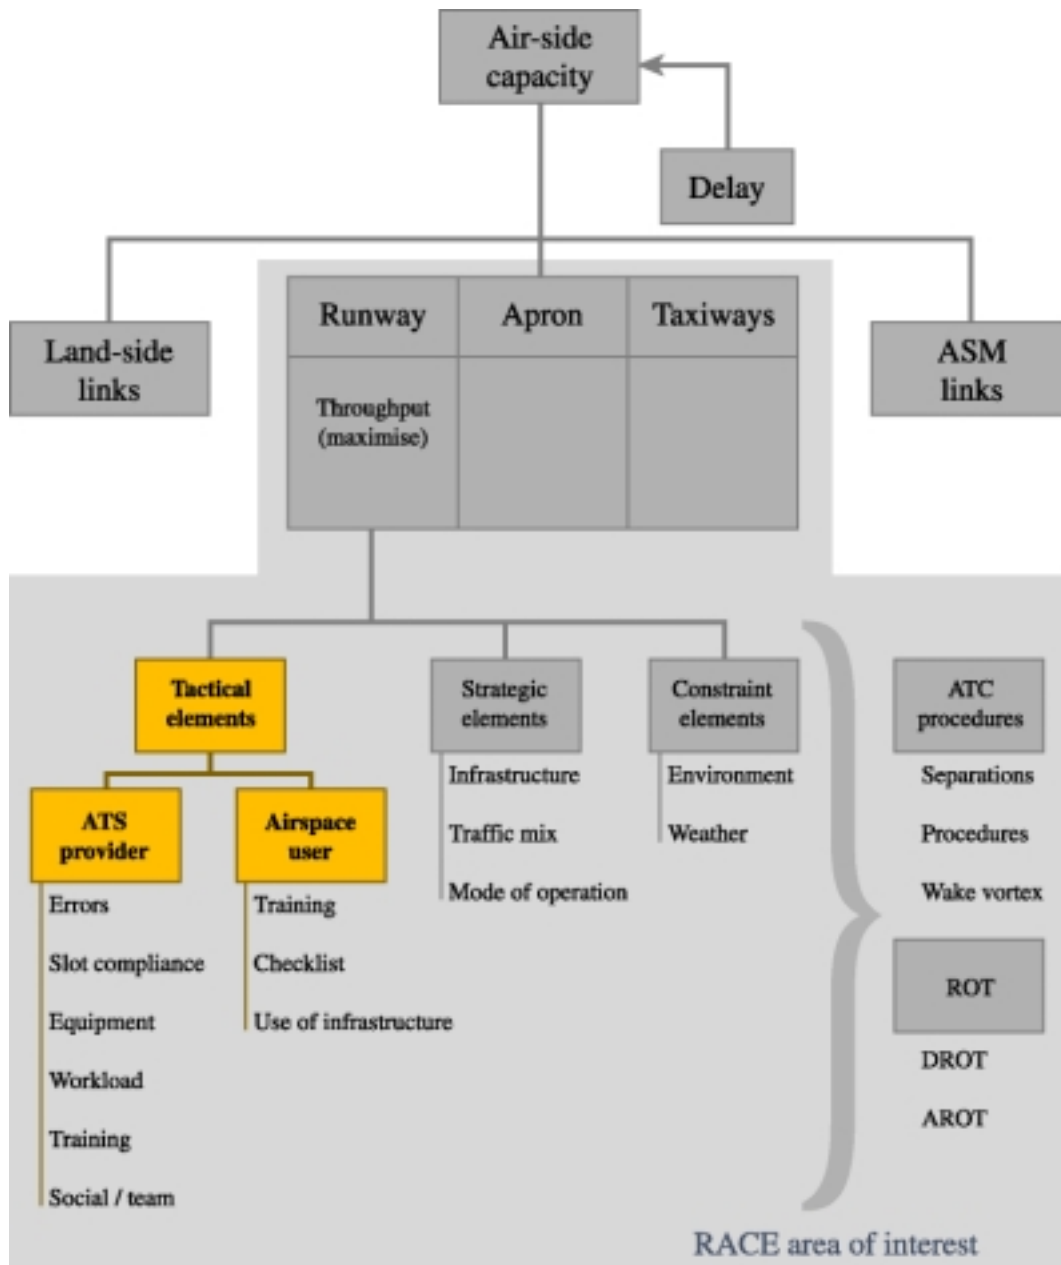 Air-side
capacity
Delay
Land-side
links
Runway
Apron
Taxiways
Throughput
(maximise)
ASM
links
Tactical
elements
Strategic
elements
Constraint
elements
ATC
procedures
ATS
provider
Airspace
user
Errors
Slot compliance
Equipment
Workload
Training
Social / team
Training
Checklist
Use of infrastructure
Infrastructure
Traffic mix
Mode of operation
Environment
Weather
Separations
Procedures
Wake vortex
ROT
DROT
AROT
RACE area of interest